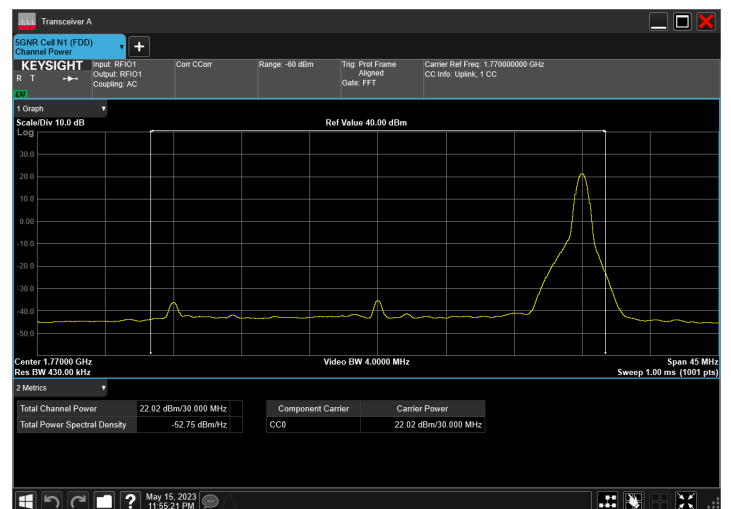 Transceiver A
5GNR Cell N1 (FDD)
Channel Power
KEYSIGHT
R T
LXI
Input: RFIO1
Output: RFIO1
Coupling: AC
Corr CCorr
Range: -60 dBm
Trig: Prot Frame
Aligned
Gate: FFT
Carrier Ref Freq: 1.770000000 GHz
CC Info: Uplink, 1 CC
1 Graph
Scale/Div 10.0 dB
Ref Value 40.00 dBm
Log
30.0
20.0
10.0
0.00
-10.0
-20.0
-30.0
-40.0
-50.0
Center 1.77000 GHz
Video BW 4.0000 MHz
Span 45 MHz
Res BW 430.00 kHz
Sweep 1.00 ms (1001 pts)
2 Metrics
Total Channel Power 22.02 dBm/30.000 MHz
Total Power Spectral Density -52.75 dBm/Hz
Component Carrier Carrier Power
CC0 22.02 dBm/30.000 MHz
?
May 15, 2023
11:55:21 PM